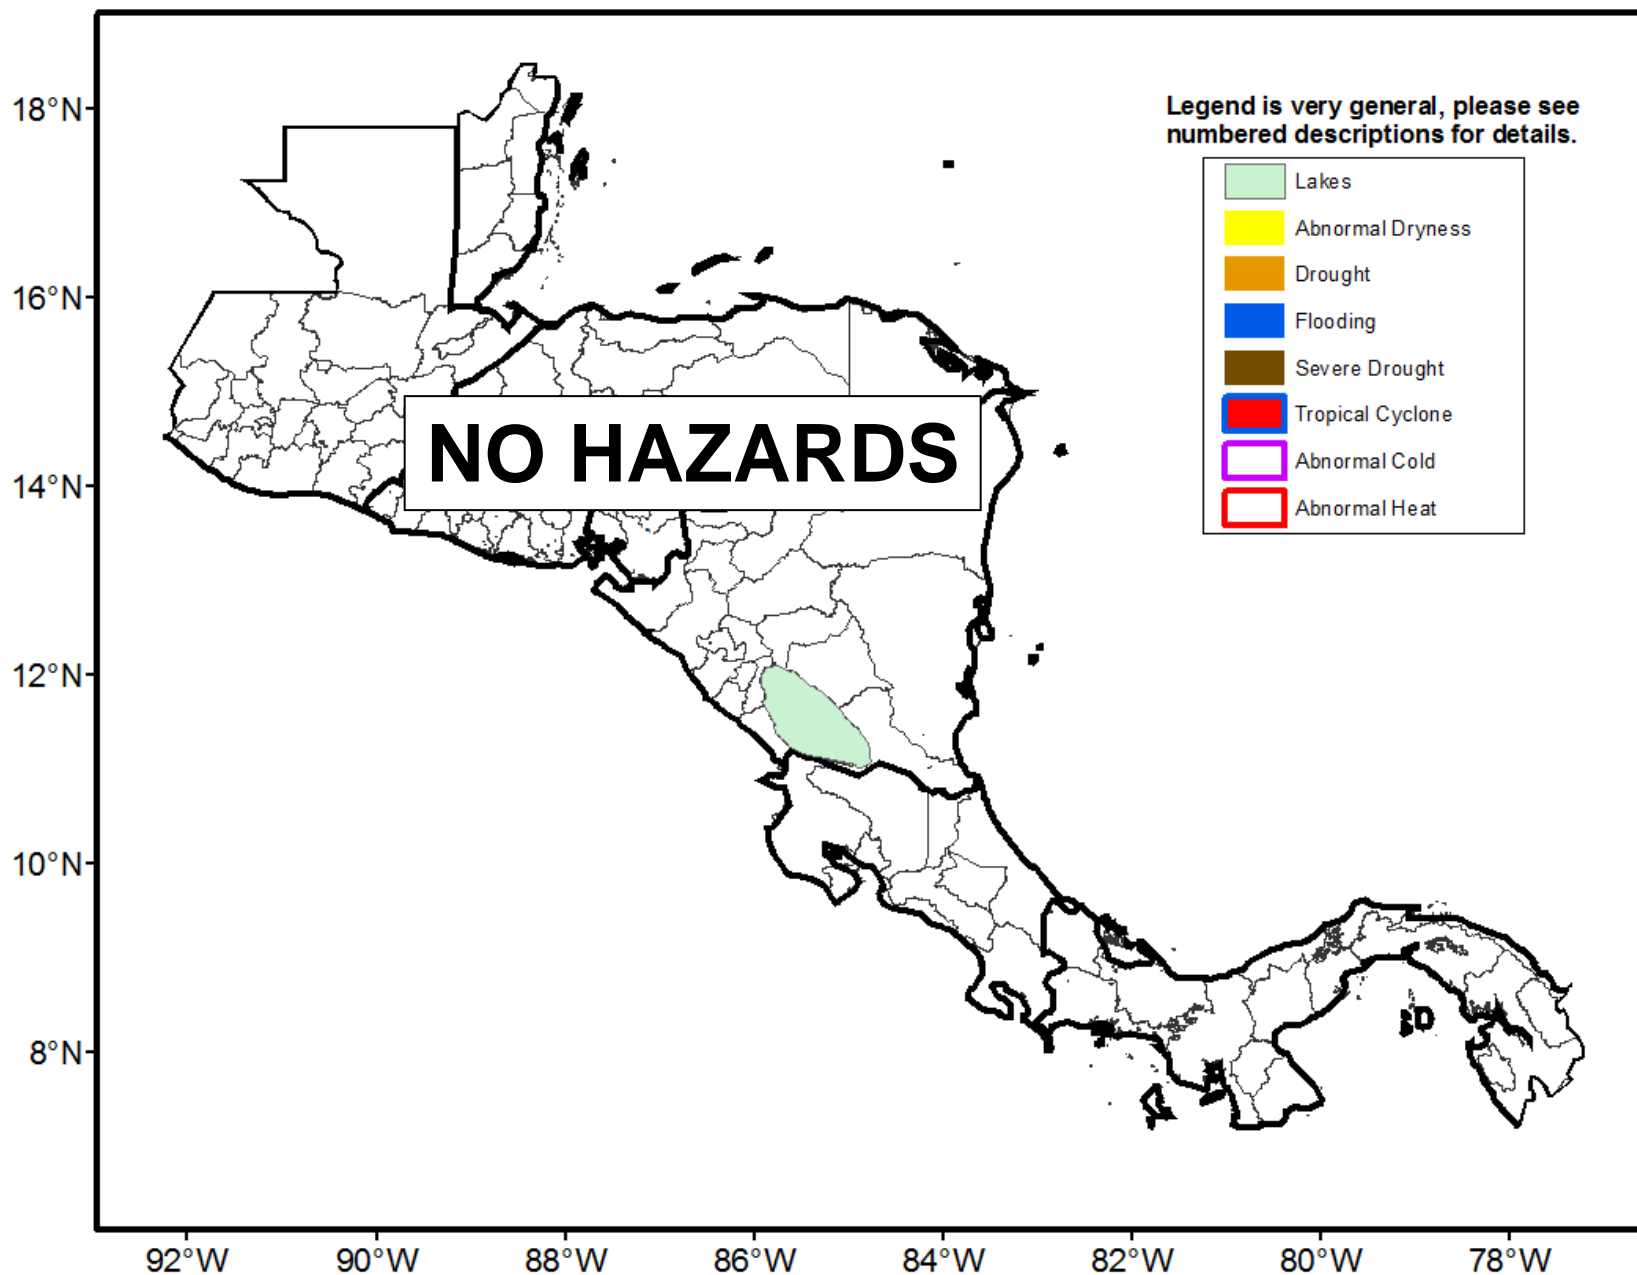 18°N
16°N
14°N
12°N
10°N
8°N
Legend is very general, please see
numbered descriptions for details.
Lakes
Abnormal Dryness
Drought
Flooding
Severe Drought
Tropical Cyclone
Abnormal Cold
Abnormal Heat
NO HAZARDS
92°W 90°W 88°W 86°W 84°W 82°W 80°W 78°W